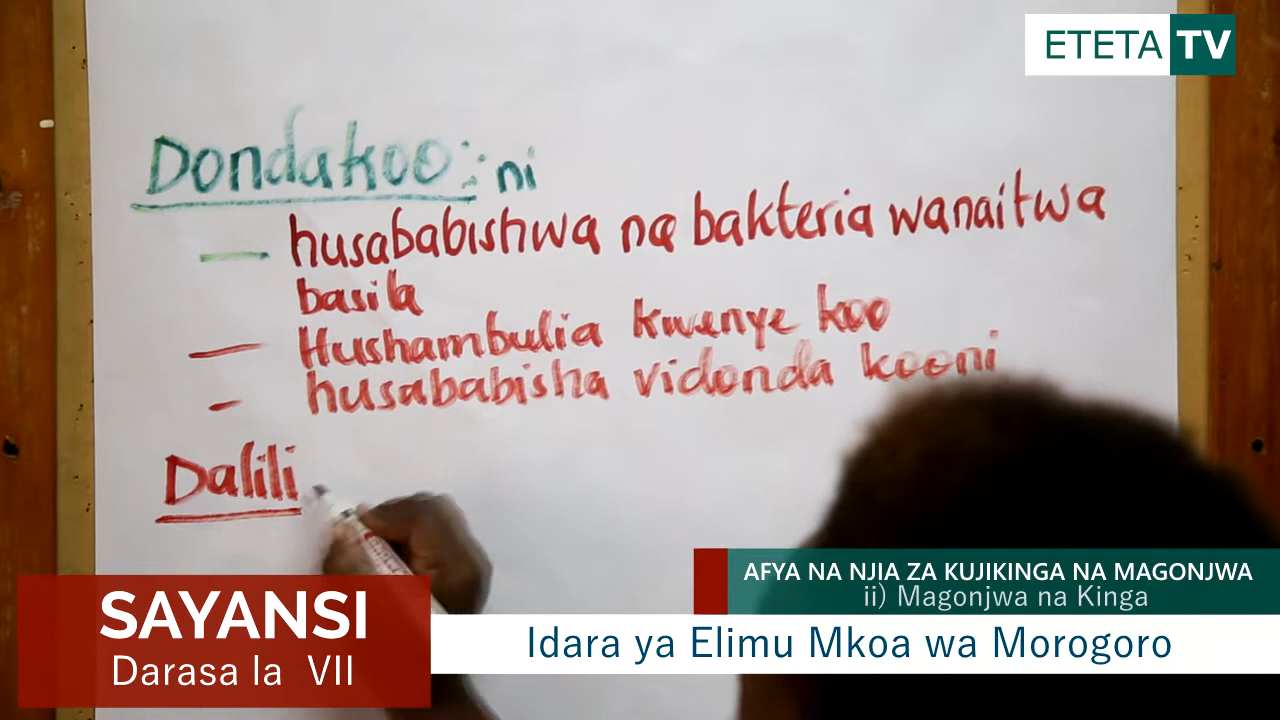 ETETA TV
Dondakoo : : ni
— husababishwa na bakteria wanaitwa
basila
— Hushambulia kwenye koo
- husababisha vidonda kooni
Dalili
AFYA NA NJIA ZA KUJIKINGA NA MAGONJWA
ii) Magonjwa na Kinga
SAYANSI
Darasa la VII
Idara ya Elimu Mkoa wa Morogoro